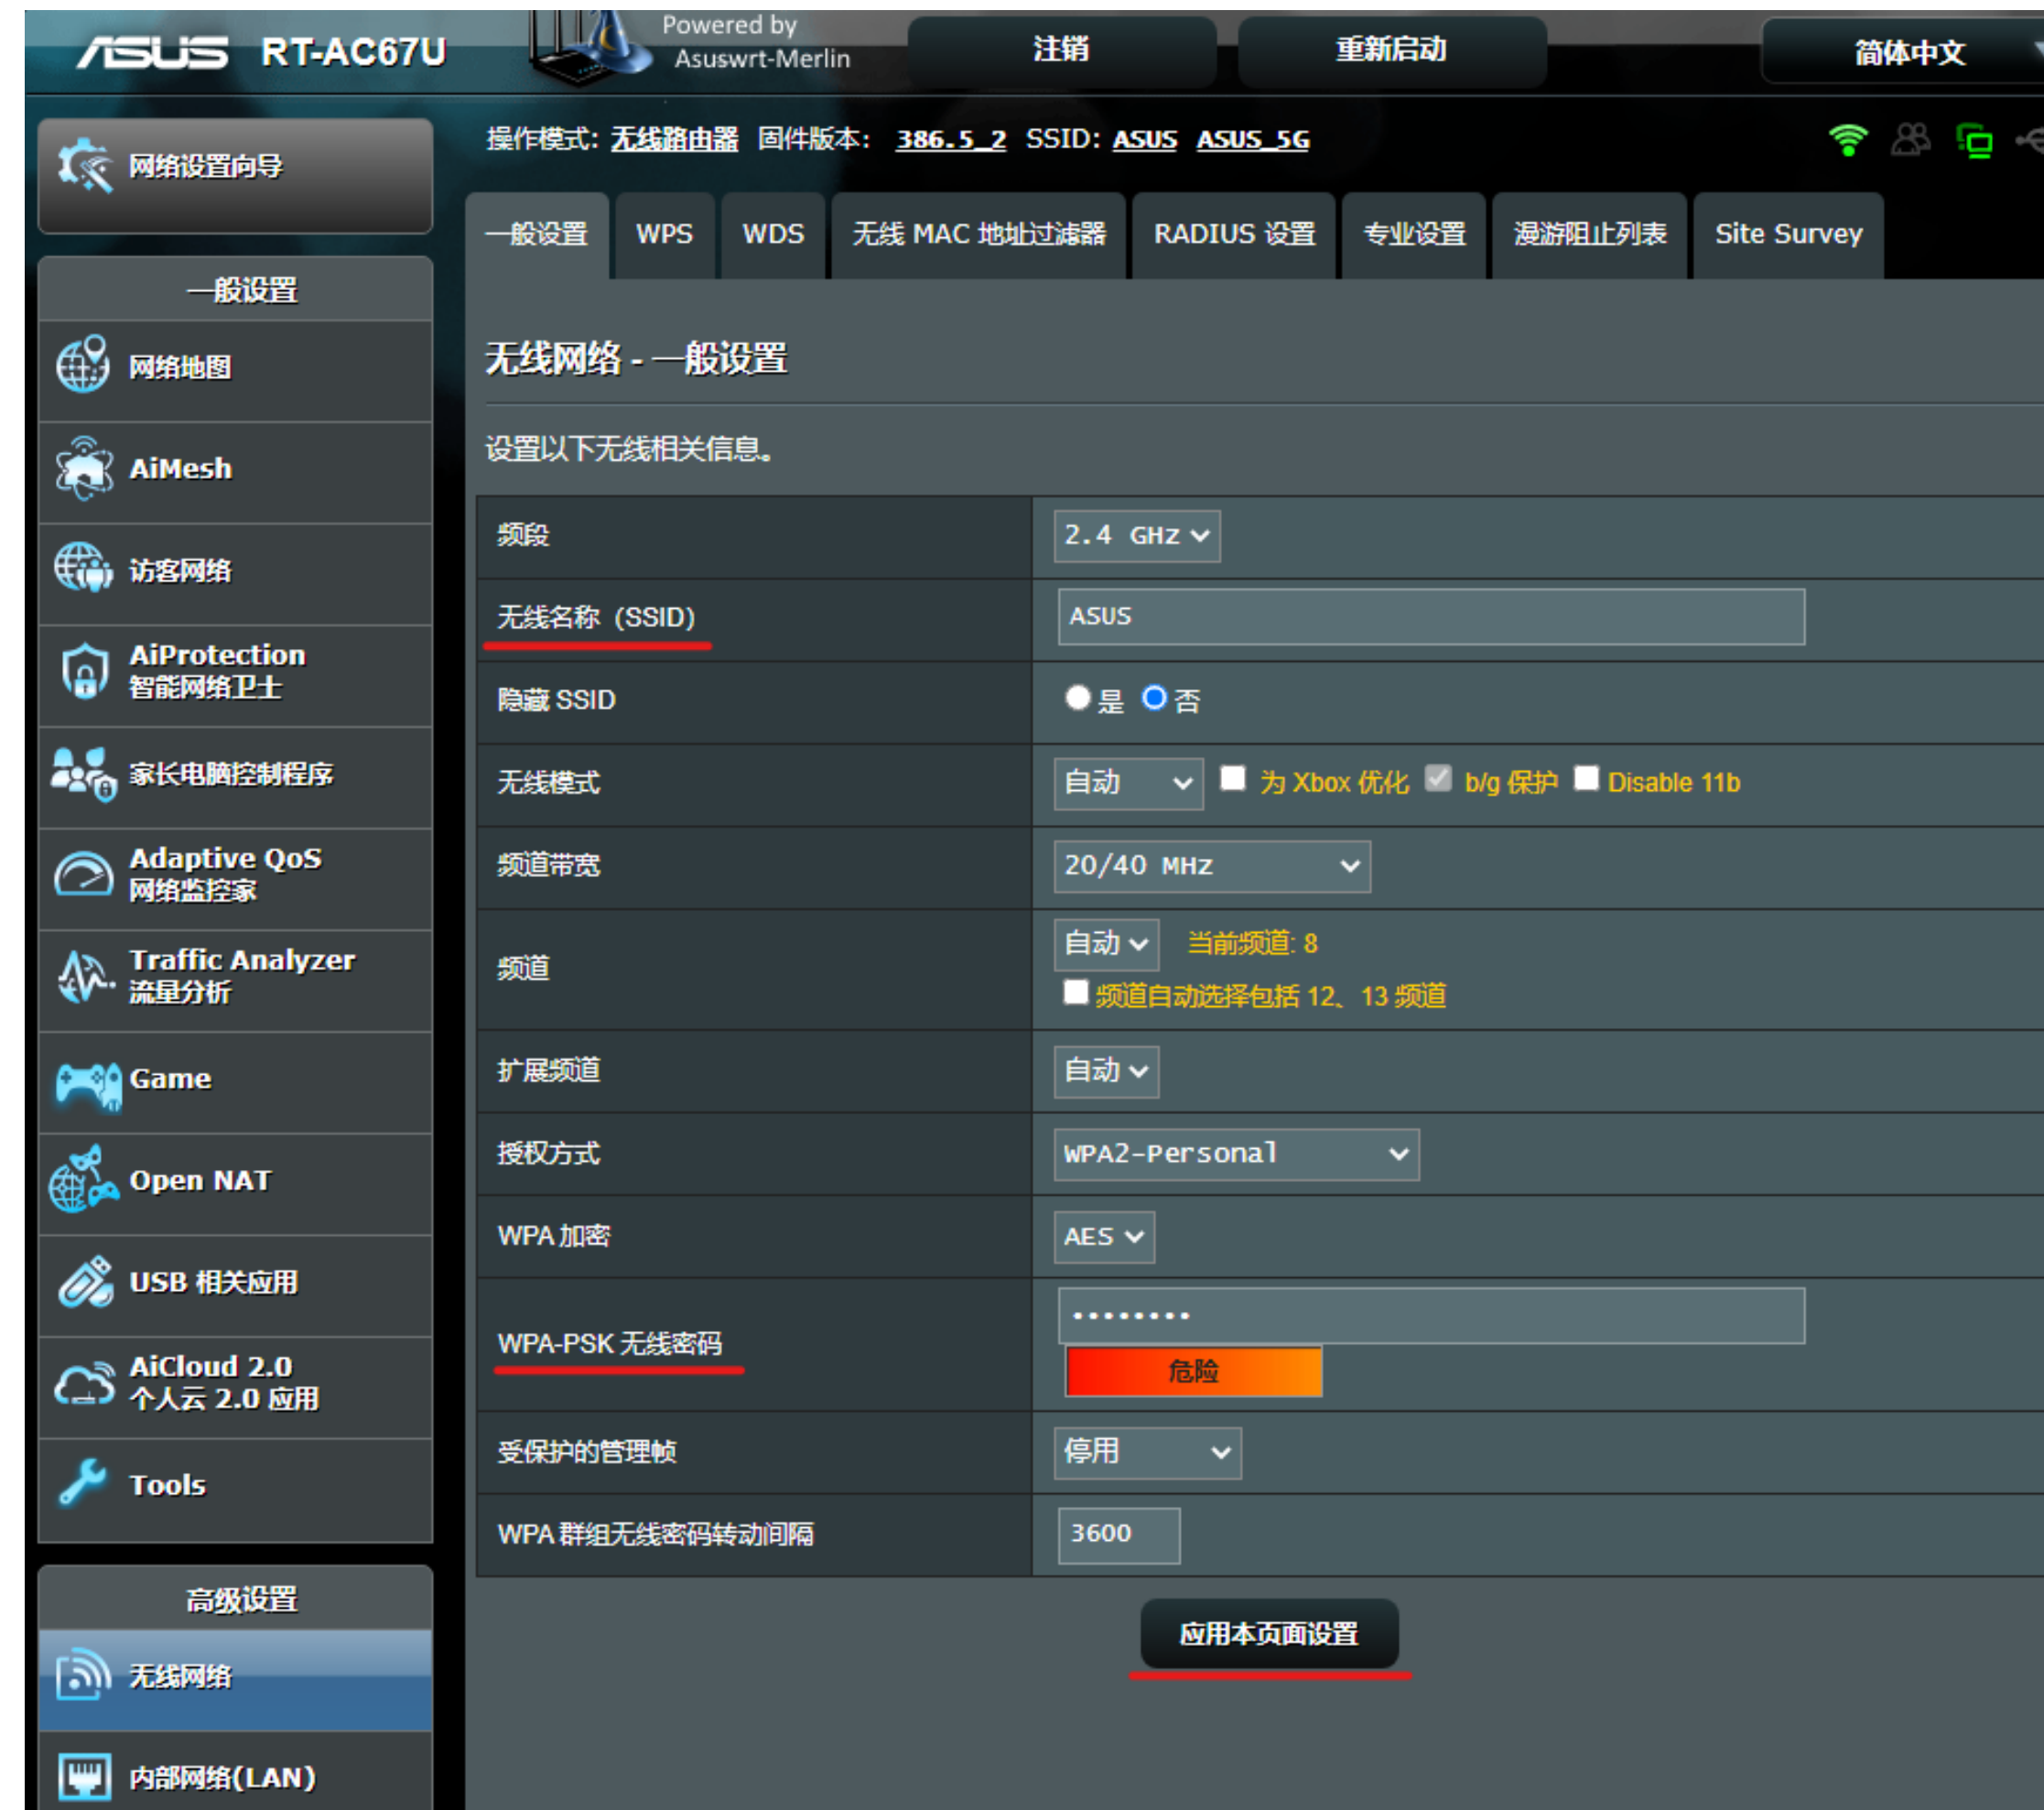 ASUS RT-AC67U
Powered by
Asuswrt-Merlin
注销
重新启动
简体中文
操作模式: 无线路由器 固件版本: 386.5_2 SSID: ASUS ASUS_5G
网络设置向导
一般设置 WPS WDS 无线 MAC 地址过滤器 RADIUS 设置 专业设置 漫游阻止列表 Site Survey
一般设置
网络地图
AiMesh
访客网络
AiProtection
智能网络卫士
家长电脑控制程序
Adaptive QoS
网络监控家
Traffic Analyzer
流量分析
Game
Open NAT
USB 相关应用
AiCloud 2.0
个人云 2.0 应用
Tools
高级设置
无线网络
内部网络(LAN)
无线网络 - 一般设置
设置以下无线相关信息。
频段 2.4 GHz
无线名称 (SSID) ASUS
隐藏 SSID 是 否
无线模式 自动 为 Xbox 优化 b/g 保护 Disable 11b
频道带宽 20/40 MHz
频道 自动 当前频道: 8
频道自动选择包括 12、13 频道
扩展频道 自动
授权方式 WPA2-Personal
WPA 加密 AES
WPA-PSK 无线密码 ••••••••
危险
受保护的管理帧 停用
WPA 群组无线密码转动间隔 3600
应用本页面设置